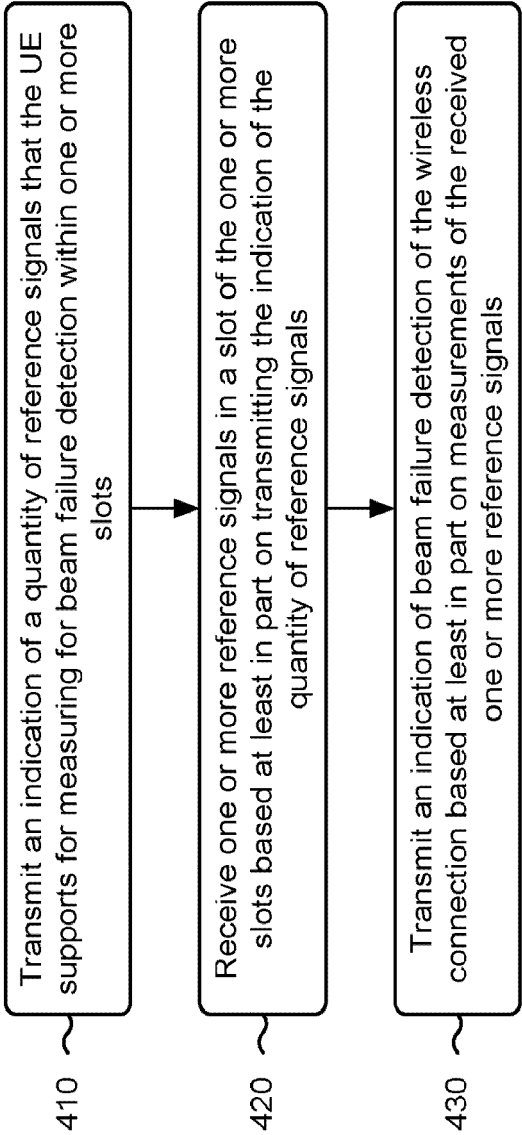 410
Transmit an indication of a quantity of reference signals that the UE
supports for measuring for beam failure detection within one or more
slots
420
Receive one or more reference signals in a slot of the one or more
slots based at least in part on transmitting the indication of the
quantity of reference signals
430
Transmit an indication of beam failure detection of the wireless
connection based at least in part on measurements of the received
one or more reference signals